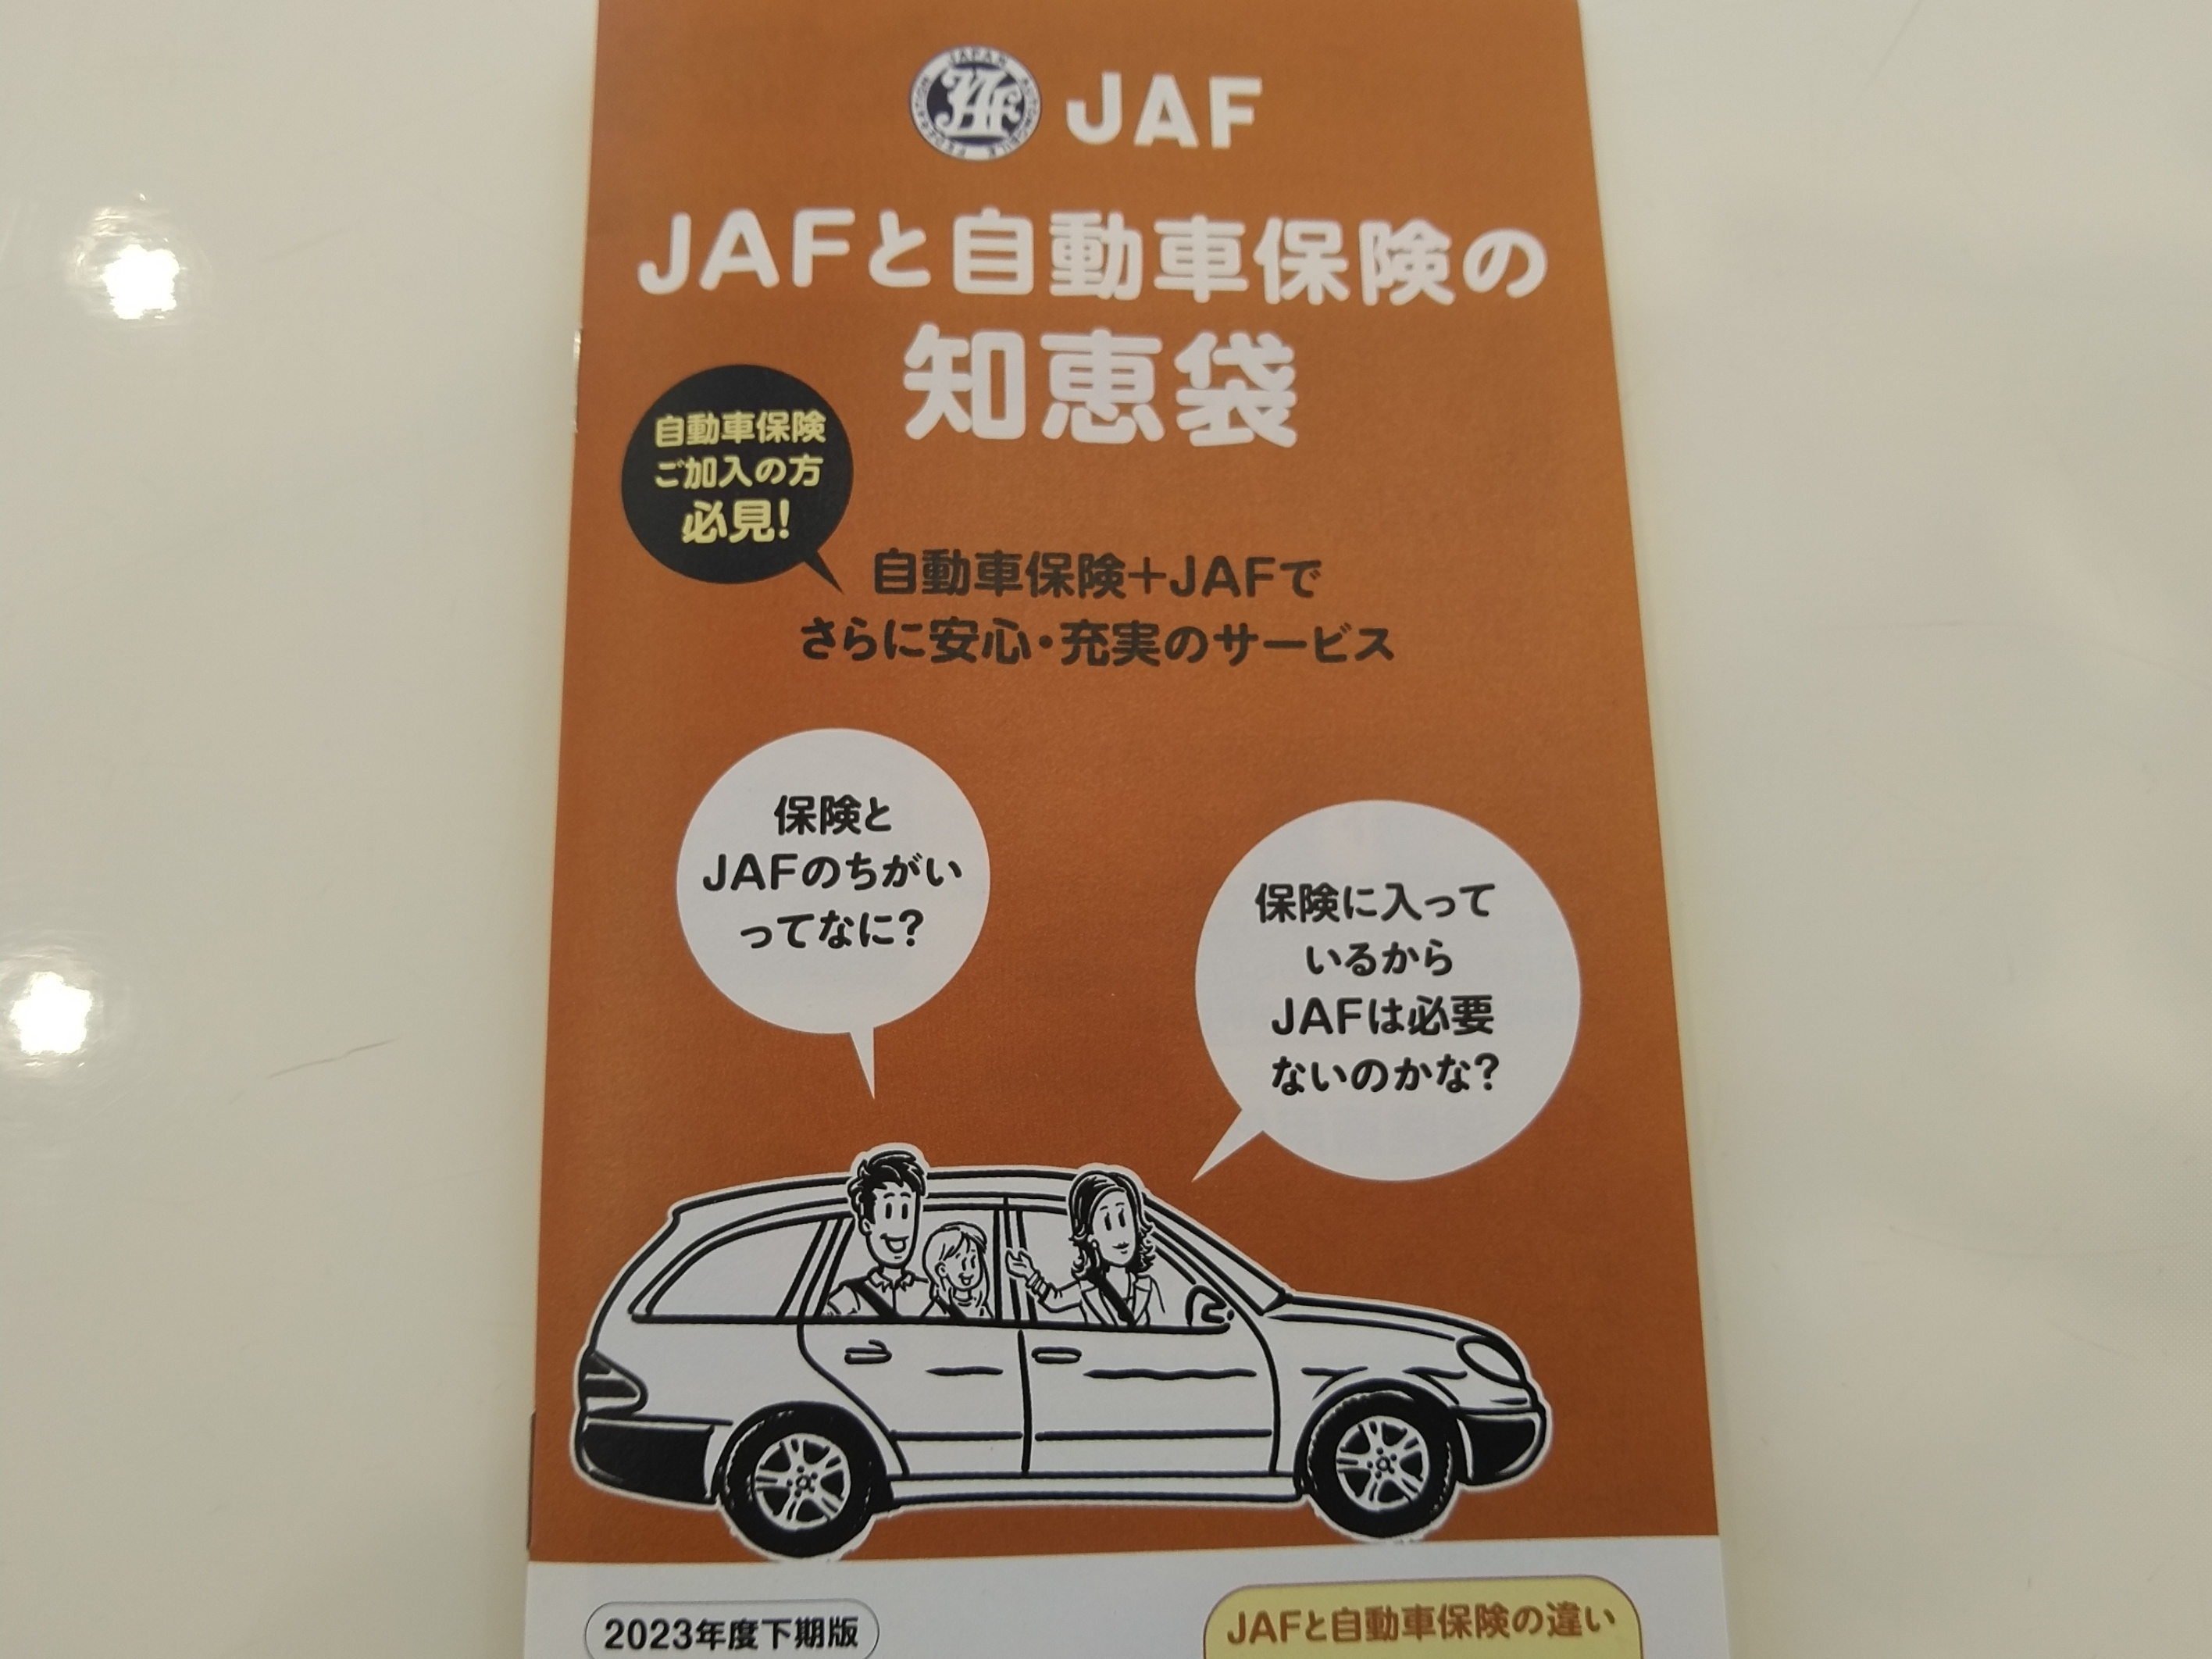 JAPAN AUTOMOBILE FEDERATION
JAF
JAF
JAFと自動車保険の
知恵袋
自動車保険
ご加入の方
必見!
自動車保険+JAFで
さらに安心・充実のサービス
保険と
JAFのちがい
ってなに?
保険に入って
いるから
JAFは必要
ないのかな?
2023年度下期版
JAFと自動車保険の違い